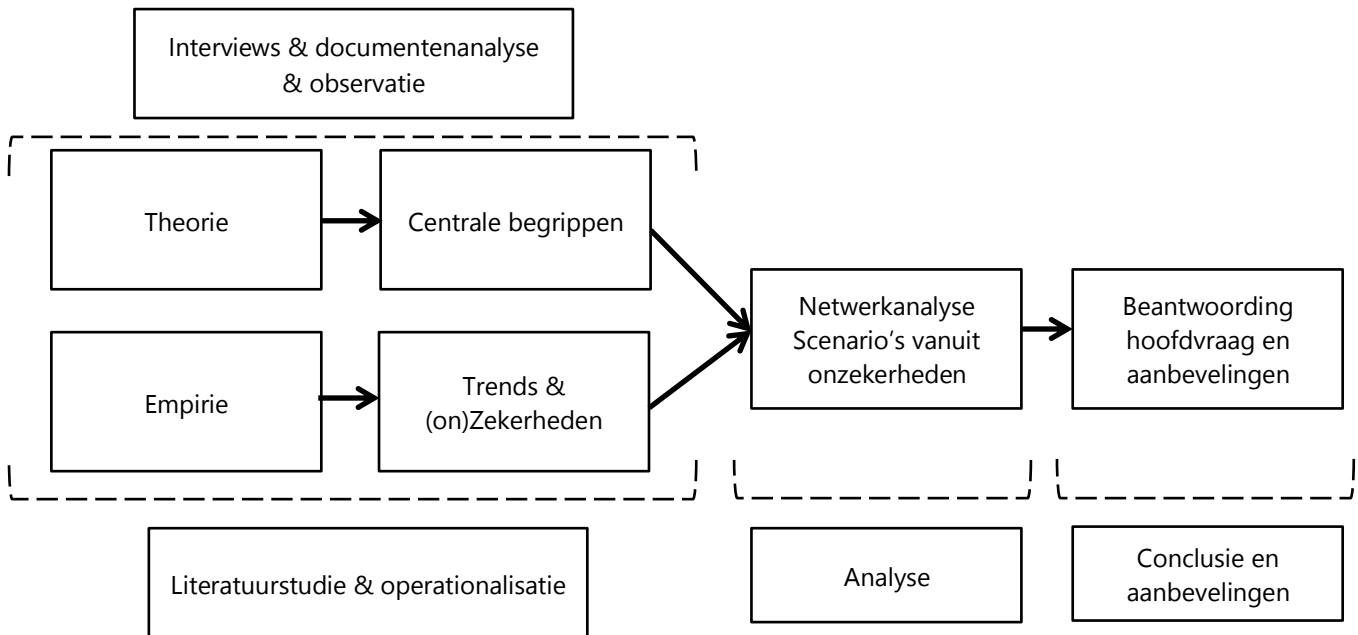 Interviews & documentenanalyse
& observatie
Theorie
Centrale begrippen
Empirie
Trends &
(on)Zekerheden
Netwerkanalyse
Scenario's vanuit
onzekerheden
Beantwoording
hoofdvraag en
aanbevelingen
Literatuurstudie & operationalisatie
Analyse
Conclusie en
aanbevelingen